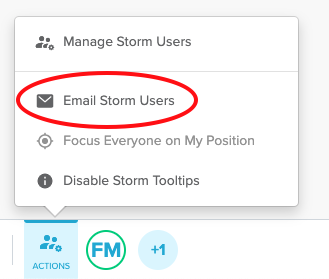 Manage Storm Users
Email Storm Users
Focus Everyone on My Position
Disable Storm Tooltips
ACTIONS
FM
+1